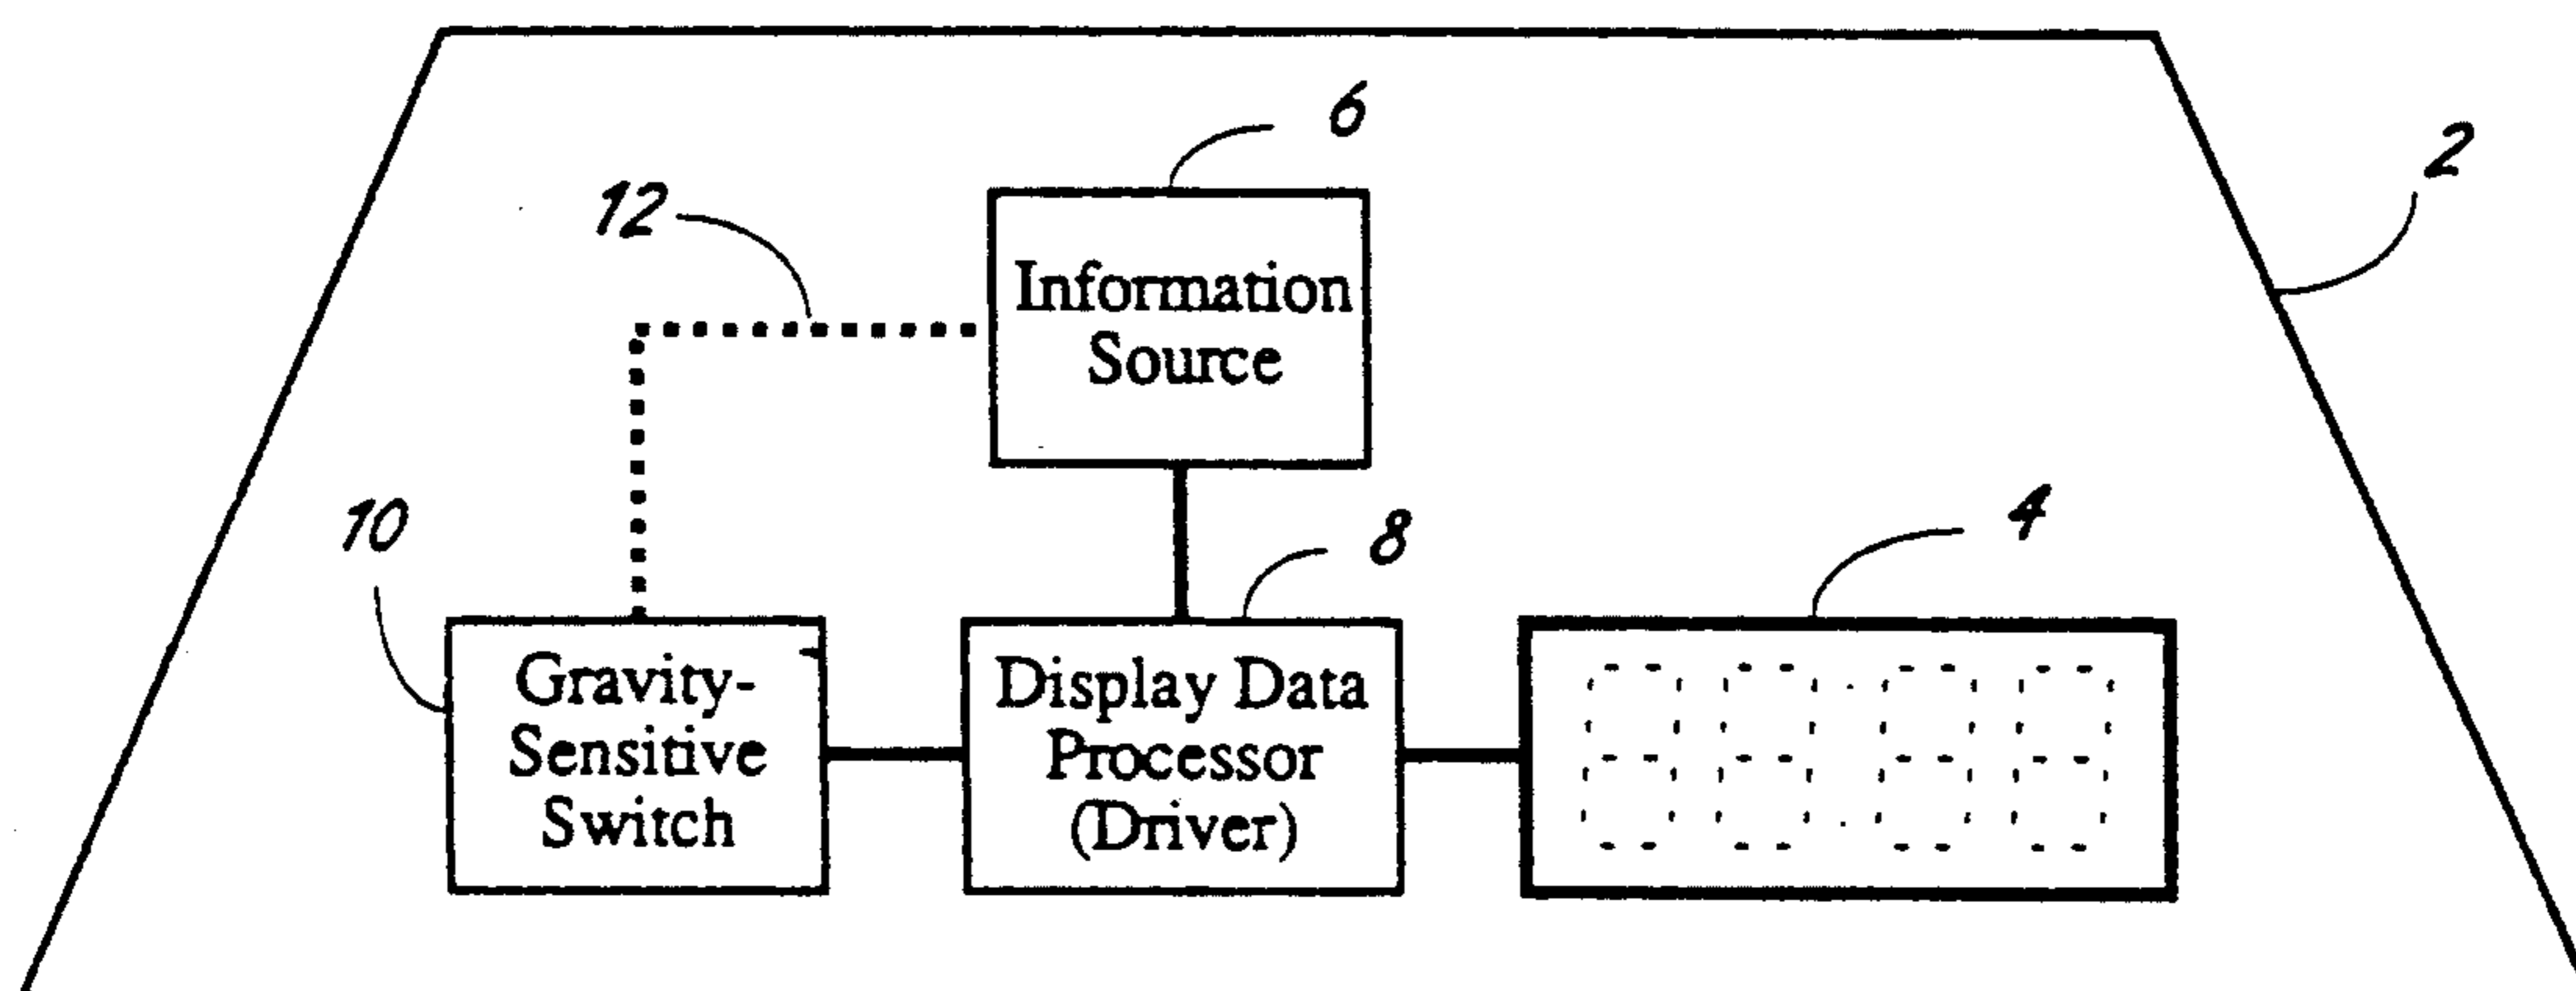 6
2
12
Information
Source
10
8
4
Gravity-
Sensitive
Switch
Display Data
Processor
(Driver)